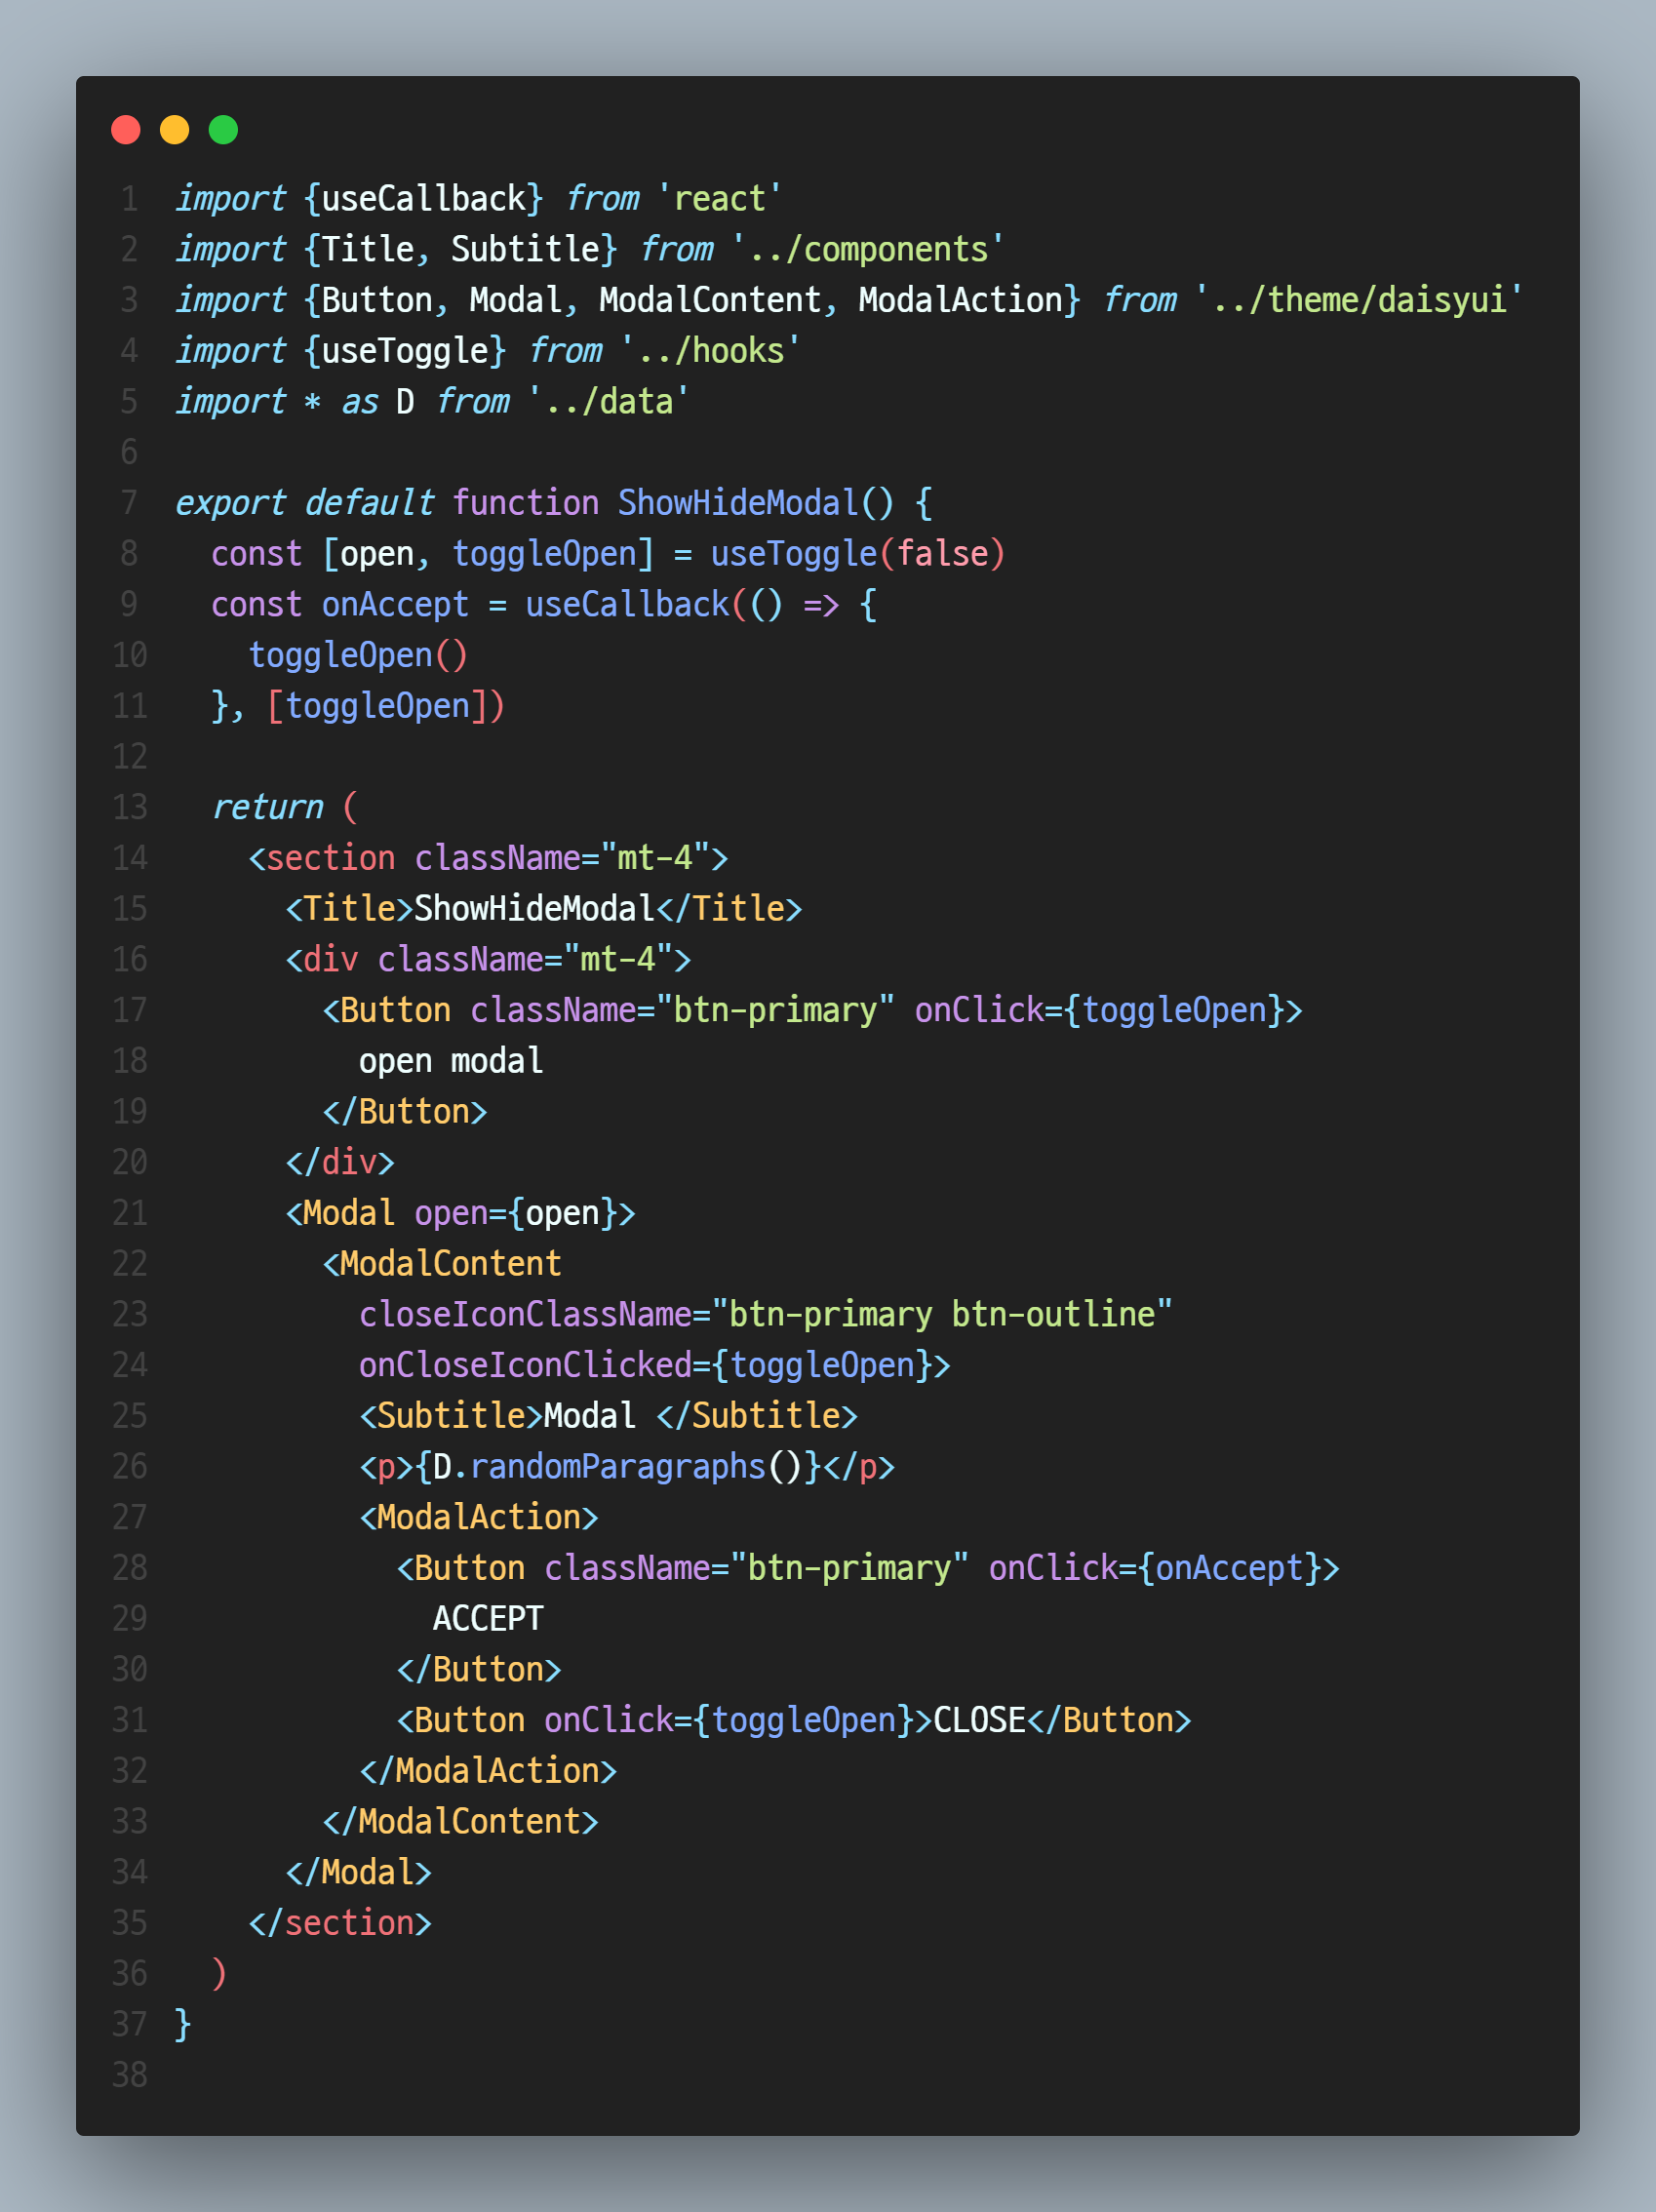 1 import {useCallback} from 'react'
2 import {Title, Subtitle} from '../components'
3 import {Button, Modal, ModalContent, ModalAction} from '../theme/daisyui'
4 import {useToggle} from '../hooks'
5 import * as D from '../data'
6
7 export default function ShowHideModal() {
8   const [open, toggleOpen] = useToggle(false)
9   const onAccept = useCallback(() => {
10     toggleOpen()
11   }, [toggleOpen])
12
13   return (
14     <section className="mt-4">
15       <Title>ShowHideModal</Title>
16       <div className="mt-4">
17         <Button className="btn-primary" onClick={toggleOpen}>
18           open modal
19         </Button>
20       </div>
21       <Modal open={open}>
22         <ModalContent
23           closeIconClassName="btn-primary btn-outline"
24           onCloseIconClicked={toggleOpen}>
25           <Subtitle>Modal </Subtitle>
26           <p>{D.randomParagraphs()}</p>
27           <ModalAction>
28             <Button className="btn-primary" onClick={onAccept}>
29               ACCEPT
30             </Button>
31             <Button onClick={toggleOpen}>CLOSE</Button>
32           </ModalAction>
33         </ModalContent>
34       </Modal>
35     </section>
36   )
37 }
38